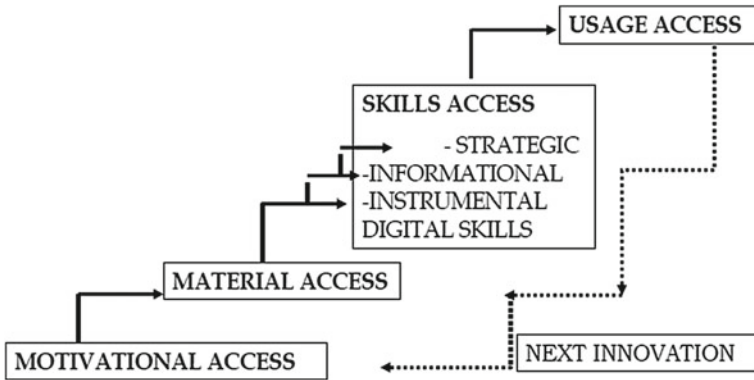 USAGE ACCESS
SKILLS ACCESS
- STRATEGIC
-INFORMATIONAL
-INSTRUMENTAL
DIGITAL SKILLS
MATERIAL ACCESS
MOTIVATIONAL ACCESS
NEXT INNOVATION